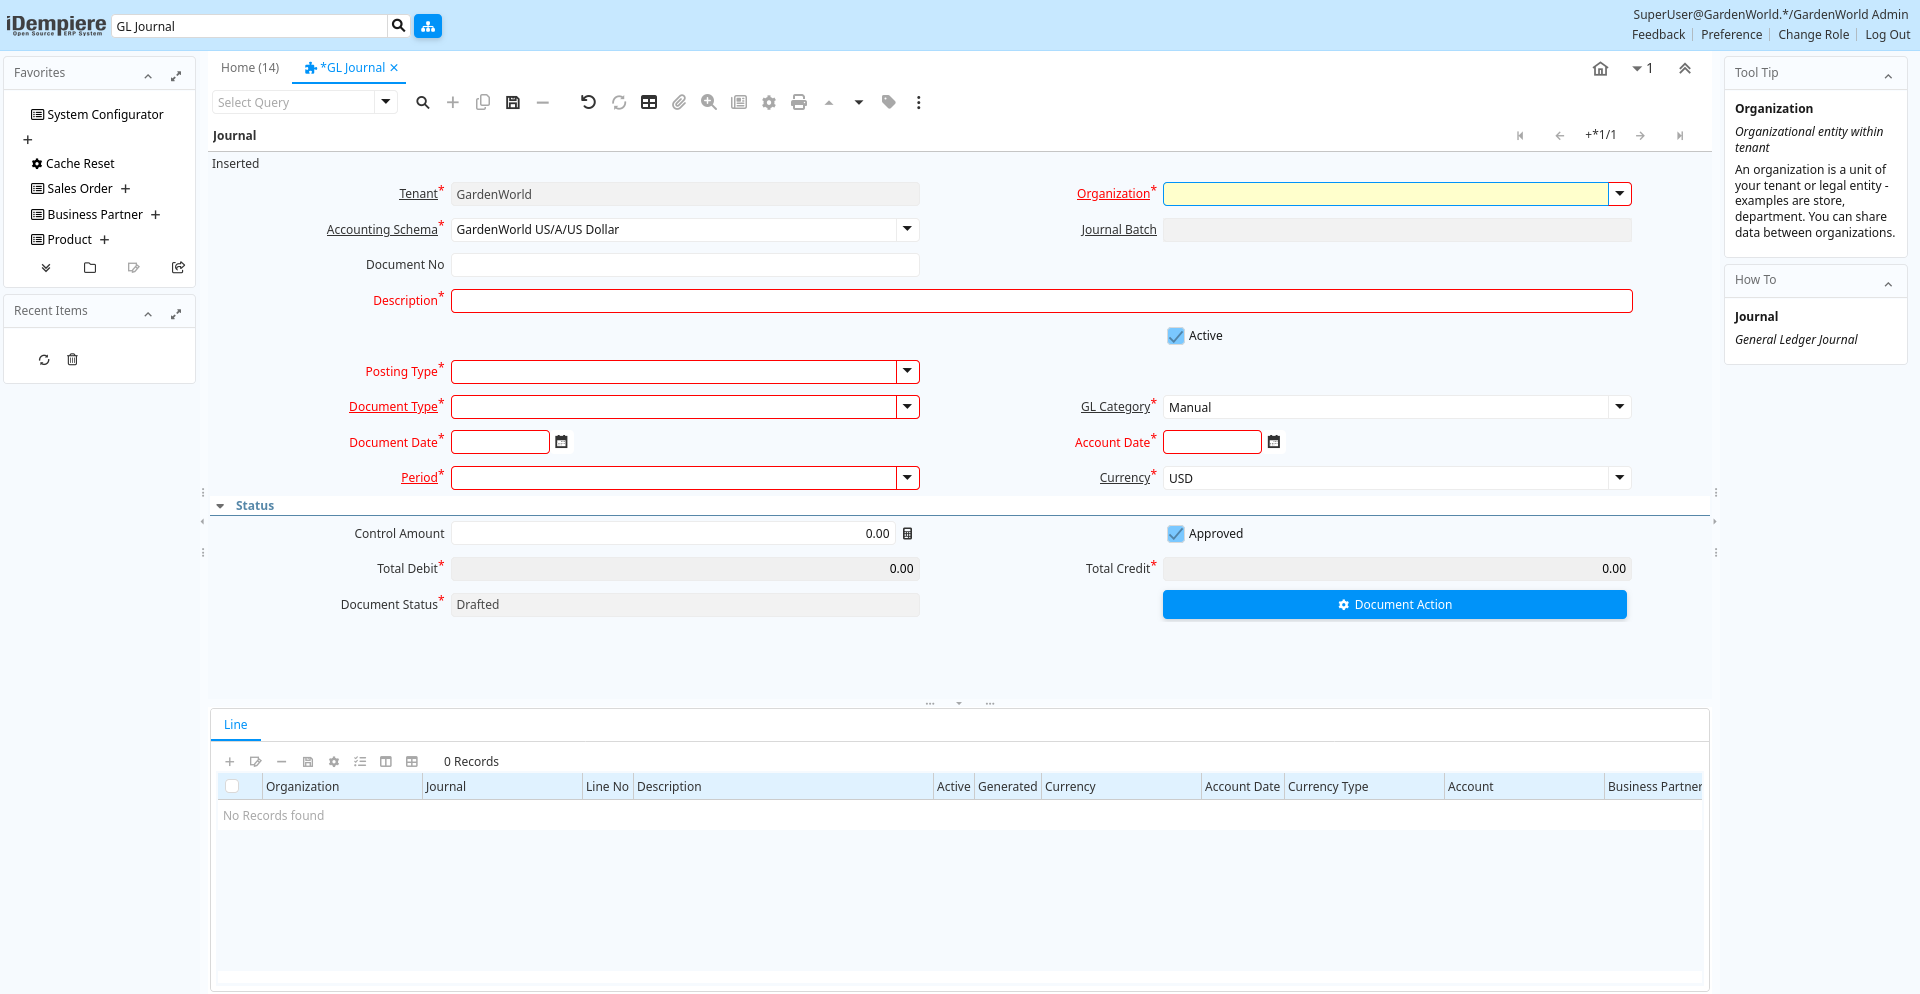 iDempiere
Open Source ERP System
GL Journal
SuperUser@GardenWorld.*/GardenWorld Admin
Feedback
Preference
Change Role
Log Out
Favorites
System Configurator
Cache Reset
Sales Order
Business Partner
Product
Recent Items
Home (14)
*GL Journal
1
Select Query
Journal
+*1/1
Inserted
Tenant*
GardenWorld
Organization*
Accounting Schema*
GardenWorld US/A/US Dollar
Journal Batch
Document No
Description*
Active
Posting Type*
Document Type*
GL Category*
Manual
Document Date*
Account Date*
Period*
Currency*
USD
Status
Control Amount
0.00
Approved
Total Debit*
0.00
Total Credit*
0.00
Document Status*
Drafted
Document Action
Line
0 Records
Organization
Journal
Line No
Description
Active
Generated
Currency
Account Date
Currency Type
Account
Business Partner
No Records found
Tool Tip
Organization
Organizational entity within
tenant
An organization is a unit of
your tenant or legal entity -
examples are store,
department. You can share
data between organizations.
How To
Journal
General Ledger Journal